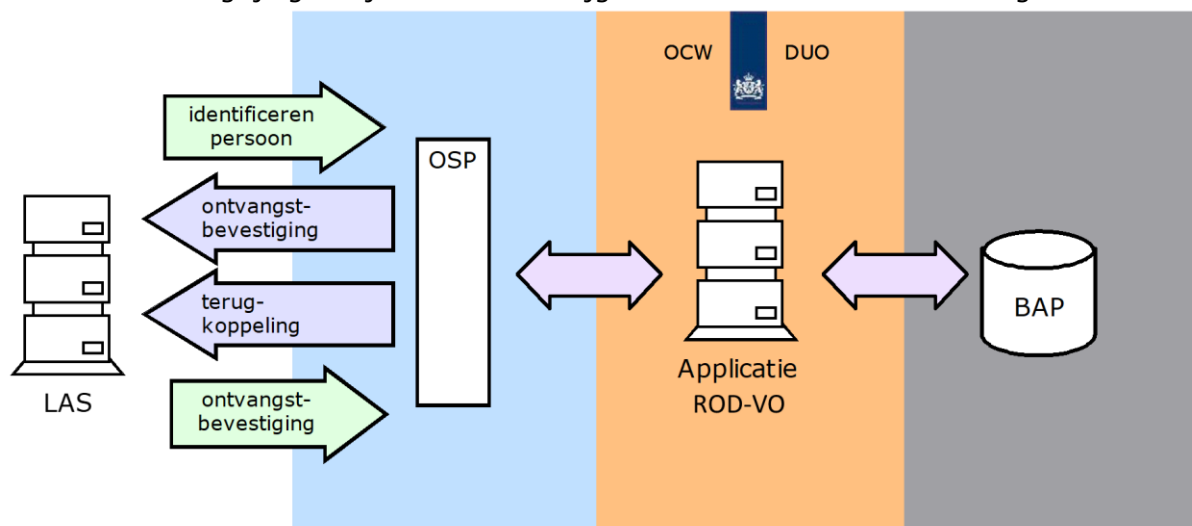 OCW
DUO
identificeren
persoon
OSP
ontvangst-
bevestiging
terug-
koppeling
BAP
Applicatie
ROD-VO
LAS
ontvangst-
bevestiging